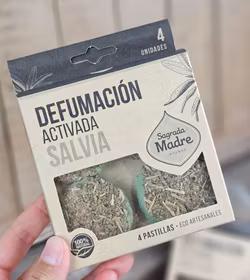 4
UNIDADES
DEFUMACIÓN
ACTIVADA
SALVIA
Sagrada
Madre
4 PASTILLAS • ECO ARTESANALES
100%